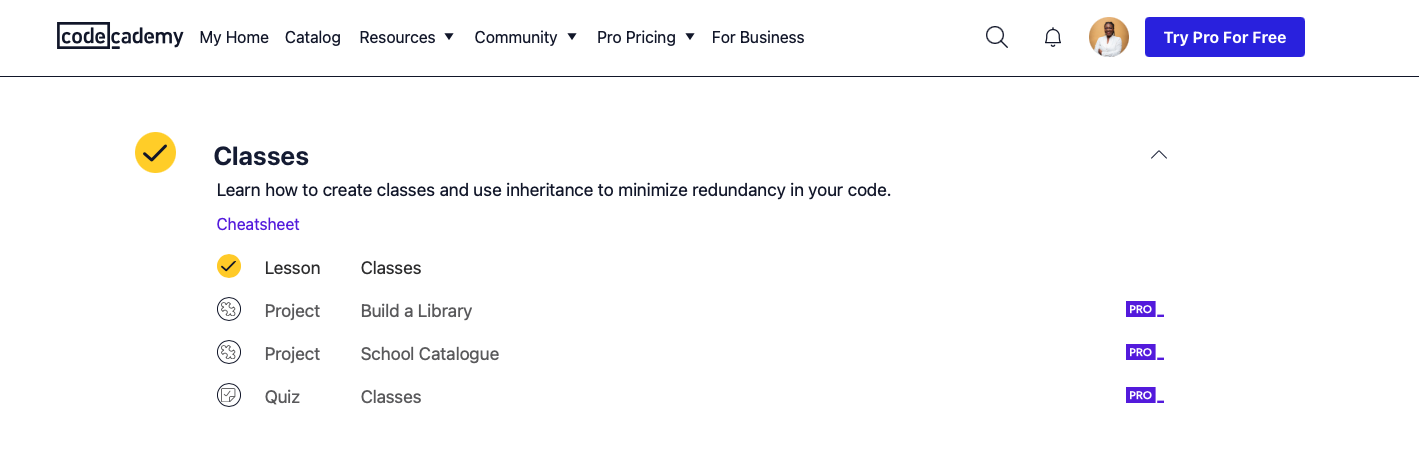 codecademy My Home Catalog Resources Community Pro Pricing For Business Try Pro For Free
Classes
Learn how to create classes and use inheritance to minimize redundancy in your code.
Cheatsheet
Lesson Classes
Project Build a Library PRO
Project School Catalogue PRO
Quiz Classes PRO